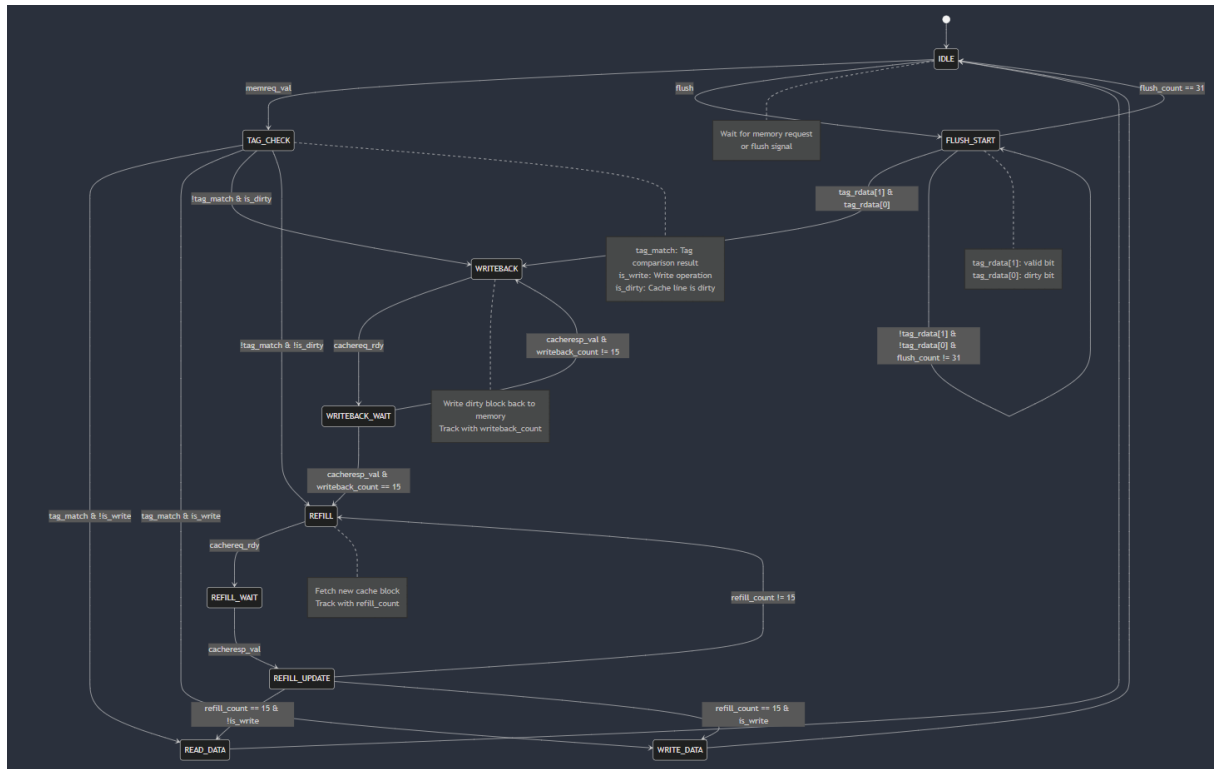 IDLE
memreq_val
flush
flush_count == 31
Wait for memory request
or flush signal
TAG_CHECK
FLUSH_START
!tag_match & is_dirty
tag_rdata[1] &
tag_rdata[0]
tag_match: Tag
comparison result
is_write: Write operation
is_dirty: Cache line is dirty
tag_rdata[1]: valid bit
tag_rdata[0]: dirty bit
WRITEBACK
!tag_match & !is_dirty
cachereq_rdy
cacheresp_val &
writeback_count != 15
!tag_rdata[1] &
!tag_rdata[0] &
flush_count != 31
WRITEBACK_WAIT
Write dirty block back to
memory
Track with writeback_count
cacheresp_val &
writeback_count == 15
tag_match & !is_write
tag_match & is_write
REFILL
cachereq_rdy
REFILL_WAIT
Fetch new cache block
Track with refill_count
refill_count != 15
cacheresp_val
REFILL_UPDATE
refill_count == 15 &
!is_write
refill_count == 15 &
is_write
READ_DATA
WRITE_DATA